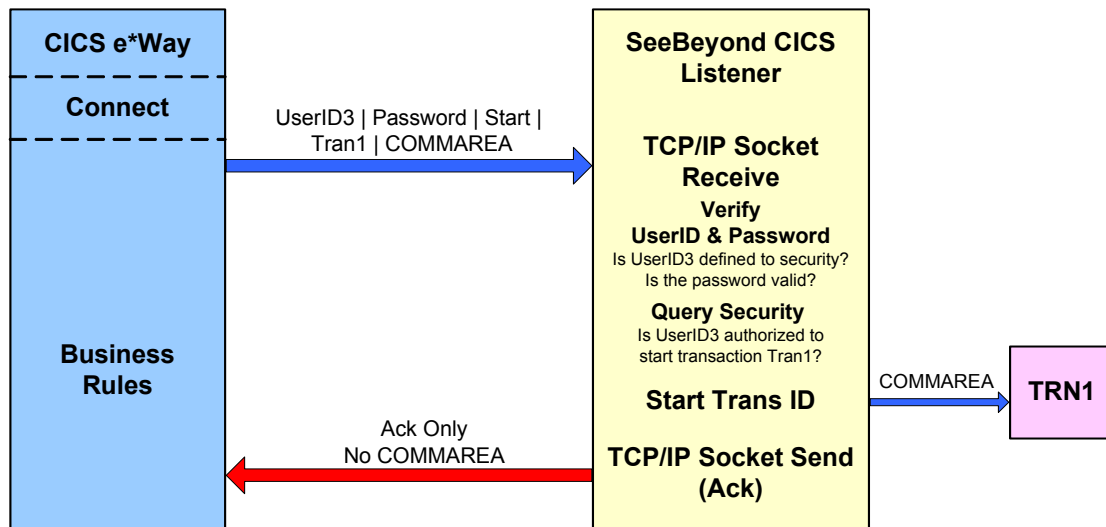 CICS e*Way
Connect
Business
Rules
UserID3 | Password | Start |
Tran1 | COMMAREA
Ack Only
No COMMAREA
SeeBeyond CICS
Listener
TCP/IP Socket
Receive
Verify
UserID & Password
Is UserID3 defined to security?
Is the password valid?
Query Security
Is UserID3 authorized to
start transaction Tran1?
Start Trans ID
TCP/IP Socket Send
(Ack)
COMMAREA
TRN1